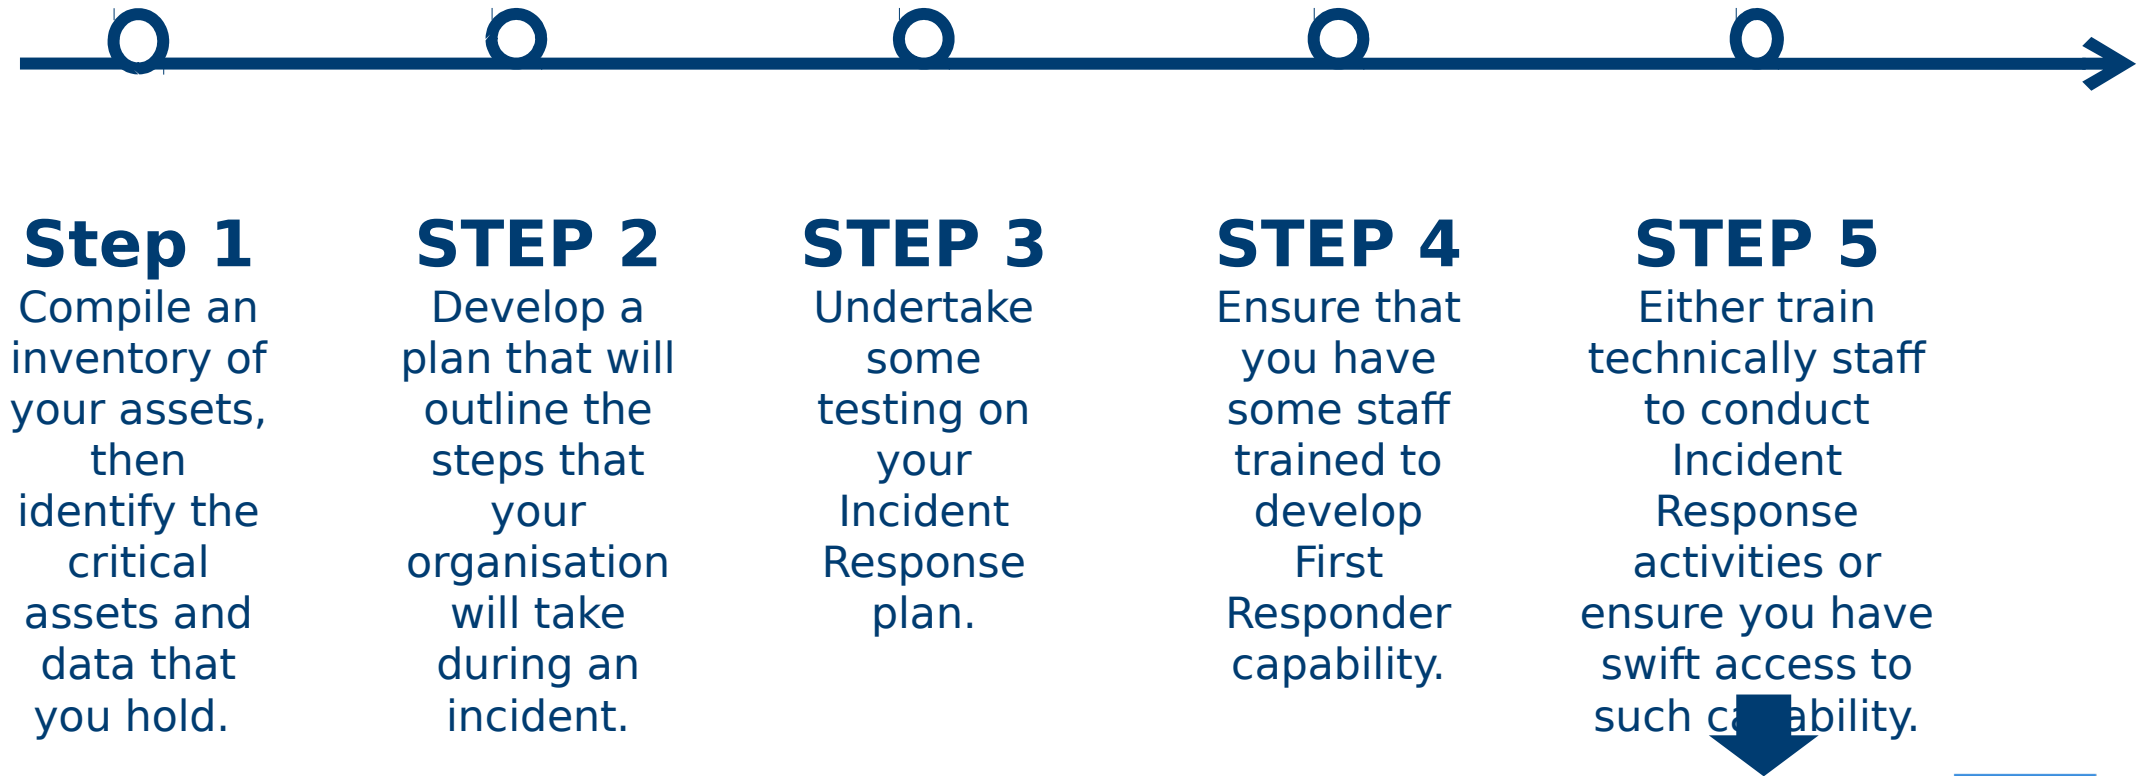 Step 1
Compile an
inventory of
your assets,
then
identify the
critical
assets and
data that
you hold.
STEP 2
Develop a
plan that will
outline the
steps that
your
organisation
will take
during an
incident.
STEP 3
Undertake
some
testing on
your
Incident
Response
plan.
STEP 4
Ensure that
you have
some staff
trained to
develop
First
Responder
capability.
STEP 5
Either train
technically staff
to conduct
Incident
Response
activities or
ensure you have
swift access to
such capability.